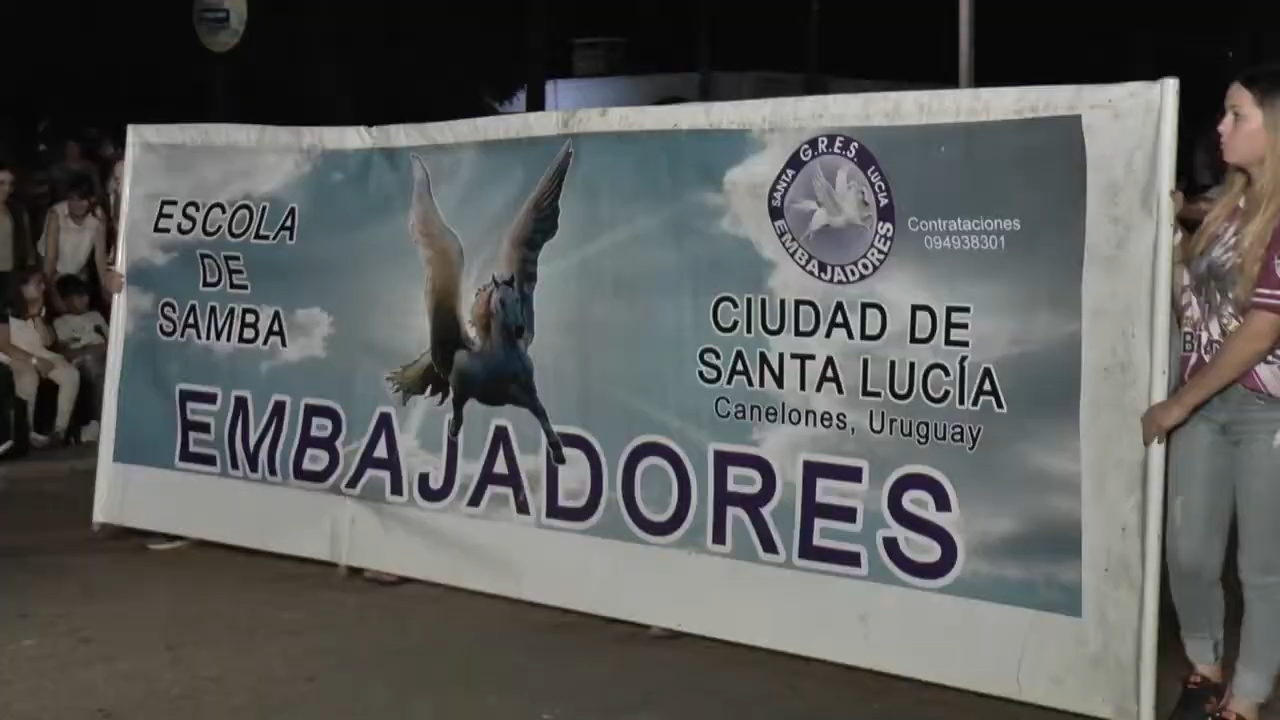 ESCOLA
DE
SAMBA
EMBAJADORES
G.R.E.S.
SANTA LUCIA
EMBAJADORES
Contrataciones
094938301
CIUDAD DE
SANTA LUCÍA
Canelones, Uruguay